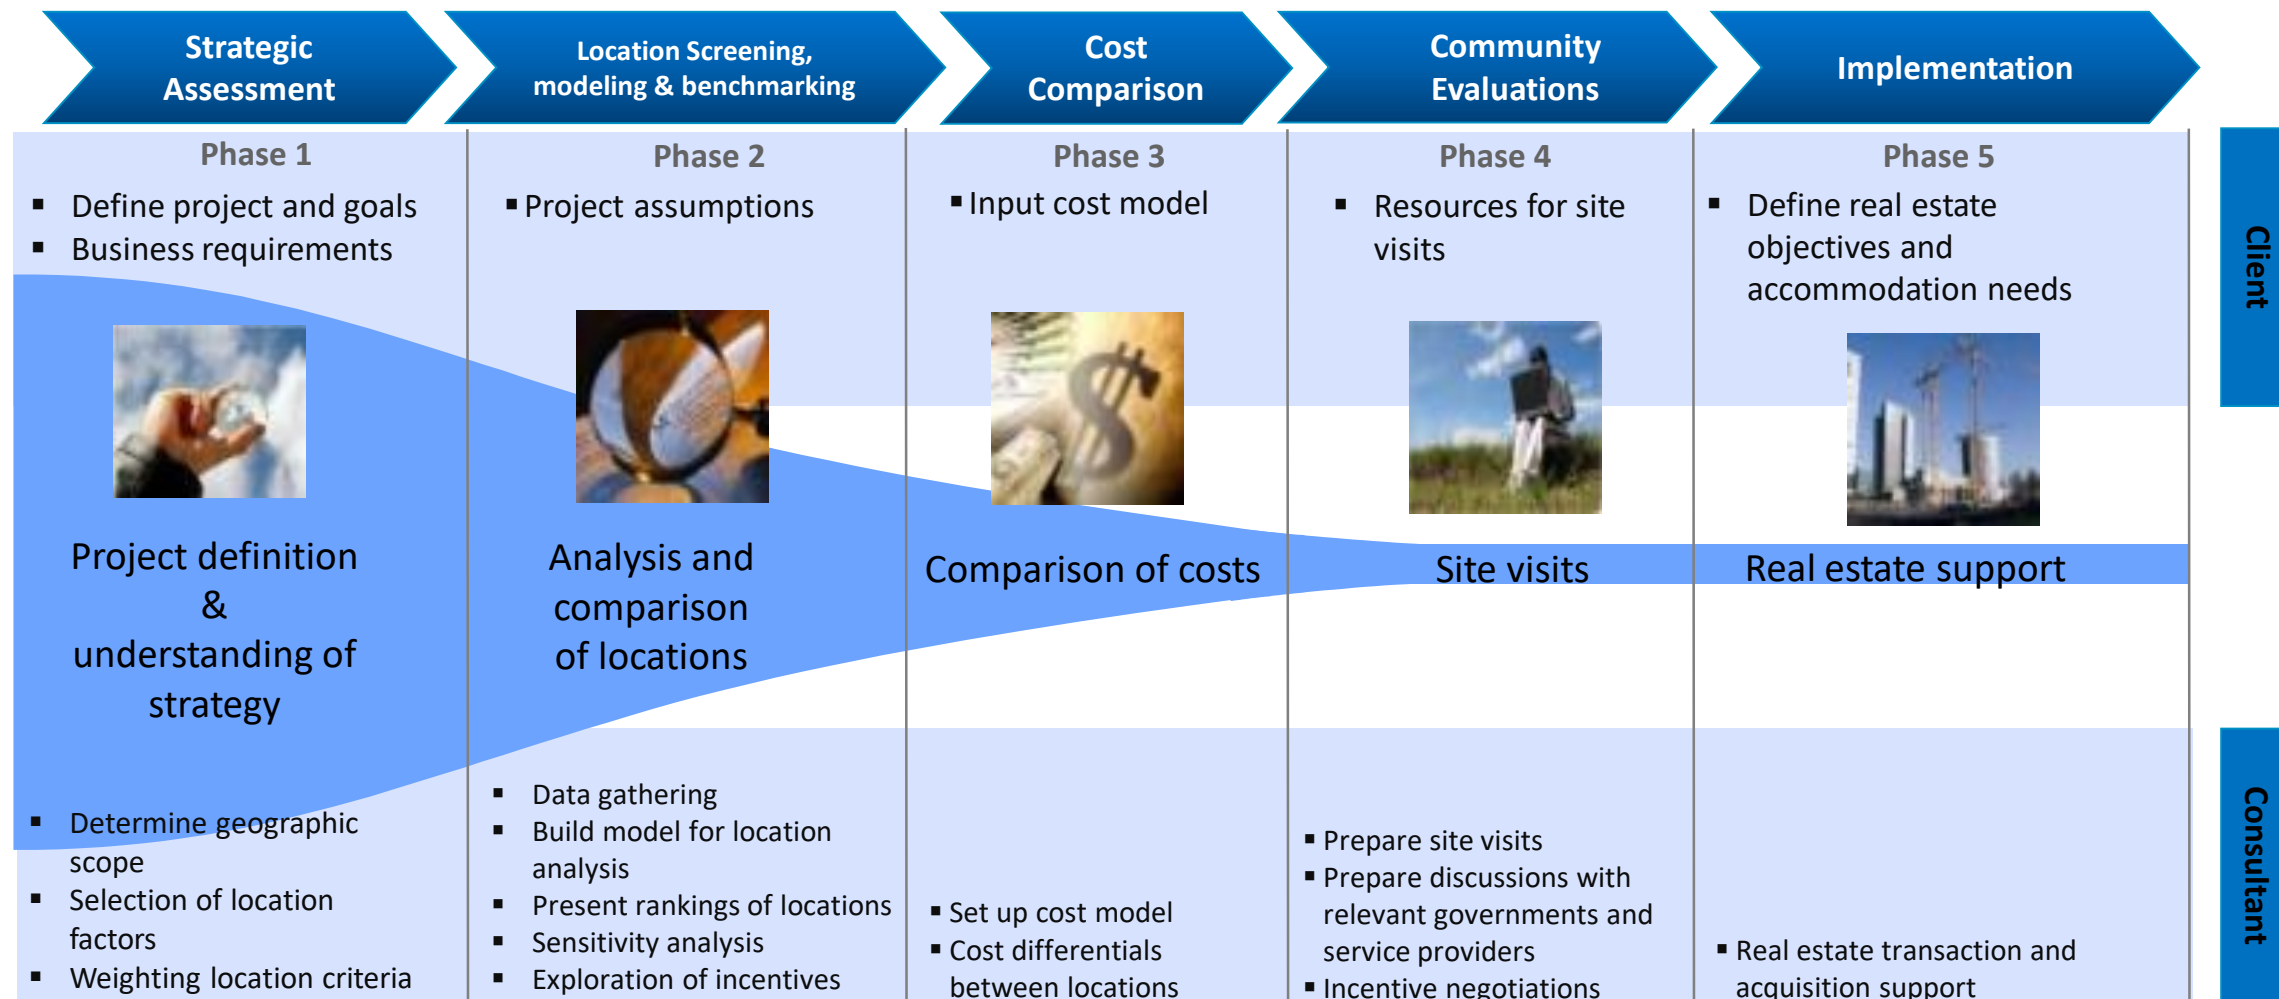 Strategic
Assessment
Location Screening,
modeling & benchmarking
Cost
Comparison
Community
Evaluations
Implementation
Phase 1
▪ Define project and goals
▪ Business requirements
Phase 2
▪ Project assumptions
Phase 3
▪ Input cost model
Phase 4
▪ Resources for site
visits
Phase 5
▪ Define real estate
objectives and
accommodation needs
Client
Project definition
&
understanding of
strategy
Analysis and
comparison
of locations
Comparison of costs
Site visits
Real estate support
▪ Determine geographic
scope
▪ Selection of location
factors
▪ Weighting location criteria
▪ Data gathering
▪ Build model for location
analysis
▪ Present rankings of locations
▪ Sensitivity analysis
▪ Exploration of incentives
▪ Set up cost model
▪ Cost differentials
between locations
▪ Prepare site visits
▪ Prepare discussions with
relevant governments and
service providers
▪ Incentive negotiations
▪ Real estate transaction and
acquisition support
Consultant